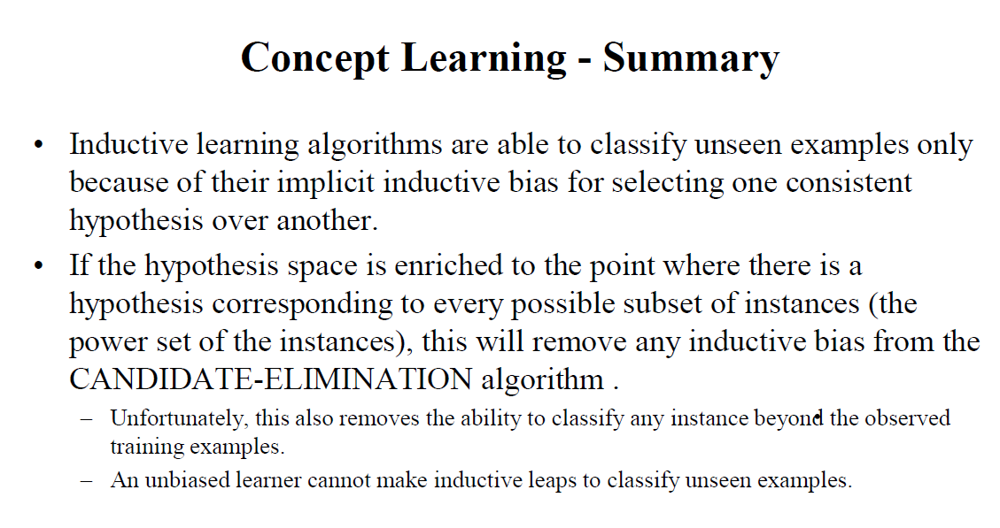 Concept Learning - Summary
• Inductive learning algorithms are able to classify unseen examples only
because of their implicit inductive bias for selecting one consistent
hypothesis over another.
• If the hypothesis space is enriched to the point where there is a
hypothesis corresponding to every possible subset of instances (the
power set of the instances), this will remove any inductive bias from the
CANDIDATE-ELIMINATION algorithm .
– Unfortunately, this also removes the ability to classify any instance beyond the observed
training examples.
– An unbiased learner cannot make inductive leaps to classify unseen examples.